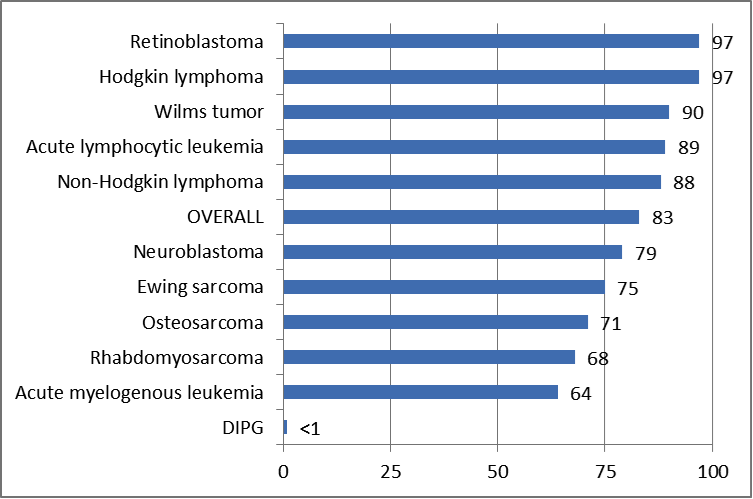 Retinoblastoma 97
Hodgkin lymphoma 97
Wilms tumor 90
Acute lymphocytic leukemia 89
Non-Hodgkin lymphoma 88
OVERALL 83
Neuroblastoma 79
Ewing sarcoma 75
Osteosarcoma 71
Rhabdomyosarcoma 68
Acute myelogenous leukemia 64
DIPG <1
0 25 50 75 100